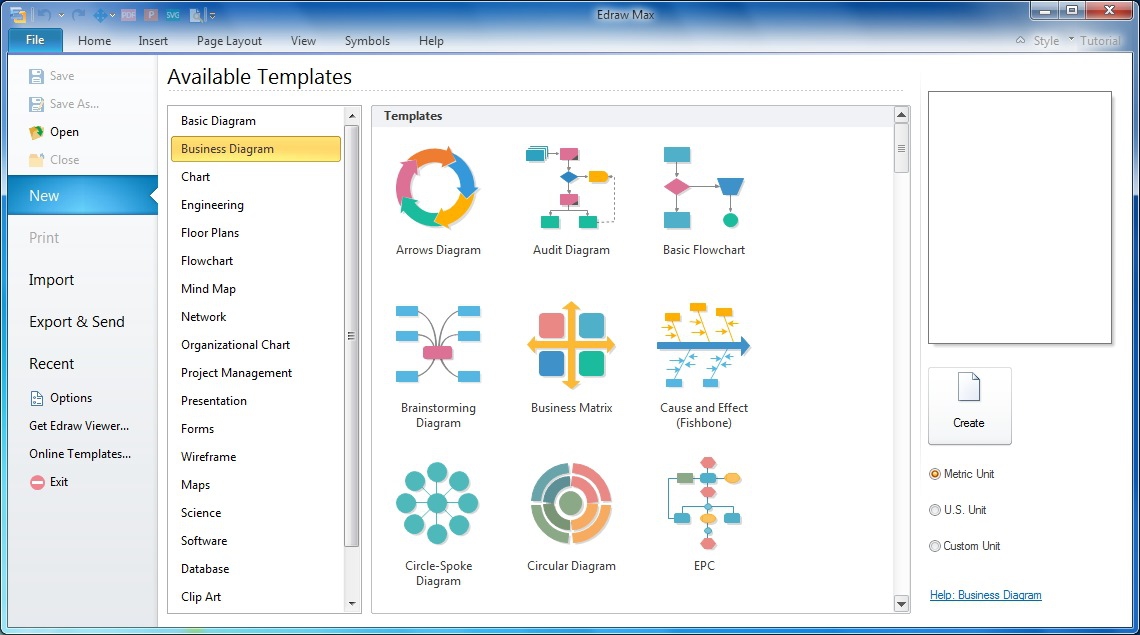 PDF P SVG
Edraw Max
File Home Insert Page Layout View Symbols Help Style Tutorial
Save
Save As...
Open
Close
New
Print
Import
Export & Send
Recent
Options
Get Edraw Viewer...
Online Templates...
Exit
Available Templates
Basic Diagram
Business Diagram
Chart
Engineering
Floor Plans
Flowchart
Mind Map
Network
Organizational Chart
Project Management
Presentation
Forms
Wireframe
Maps
Science
Software
Database
Clip Art
Templates
Arrows Diagram
Audit Diagram
Basic Flowchart
Brainstorming
Diagram
Business Matrix
Cause and Effect
(Fishbone)
Circle-Spoke
Diagram
Circular Diagram
EPC
Create
Metric Unit
U.S. Unit
Custom Unit
Help: Business Diagram